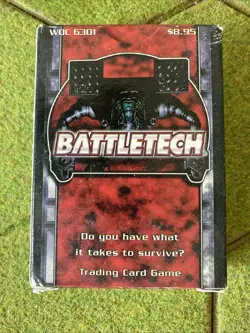 WOC 6301 $8.95
BATTLETECH
Do you have what
it takes to survive?
Trading Card Game